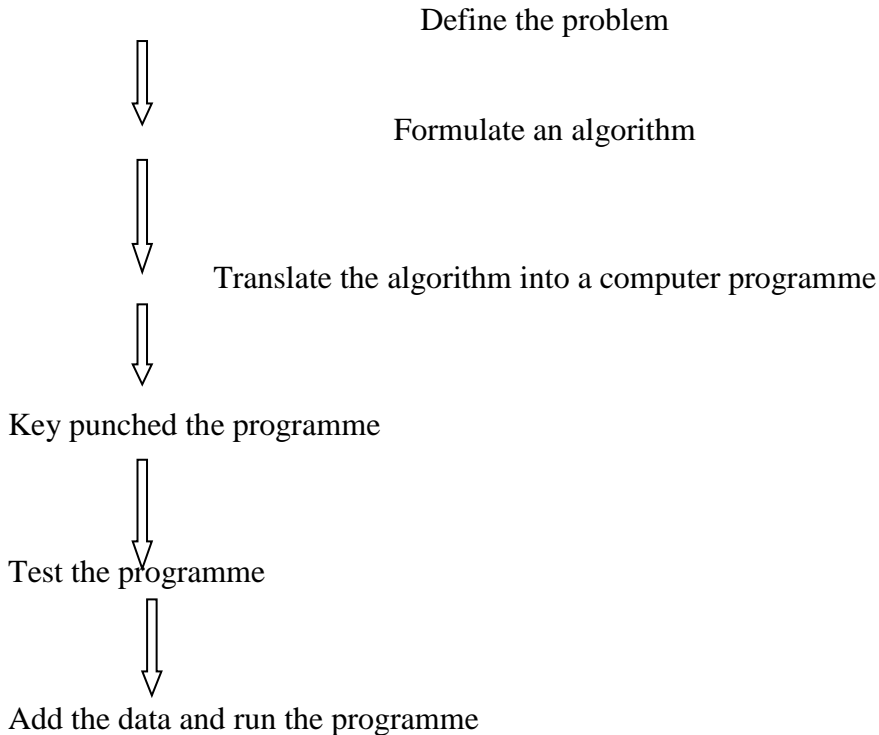 Define the problem
Formulate an algorithm
Translate the algorithm into a computer programme
Key punched the programme
Test the programme
Add the data and run the programme